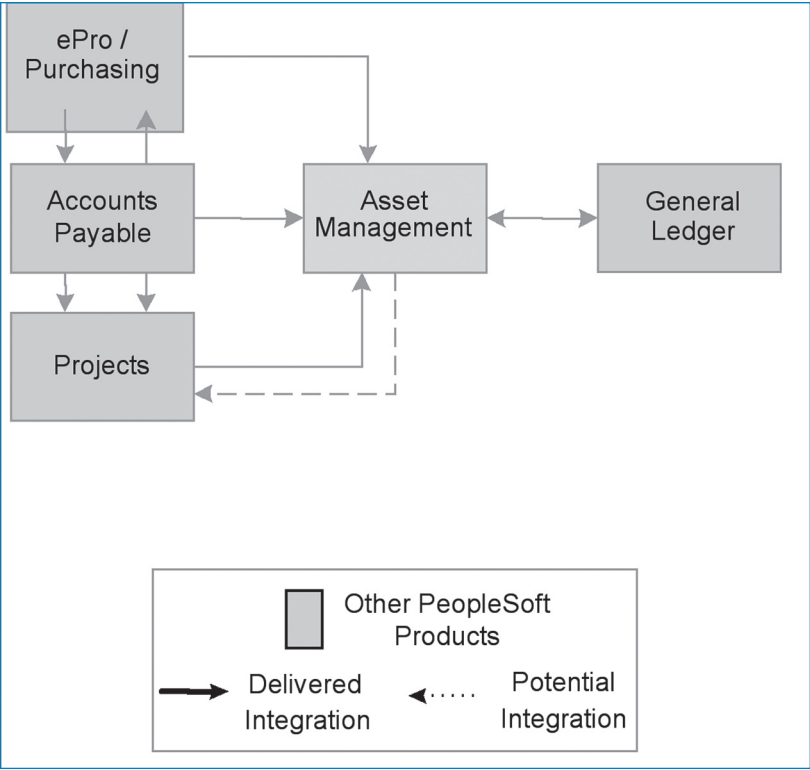 ePro /
Purchasing
Accounts
Payable
Asset
Management
General
Ledger
Projects
Other PeopleSoft
Products
Delivered
Integration
Potential
Integration